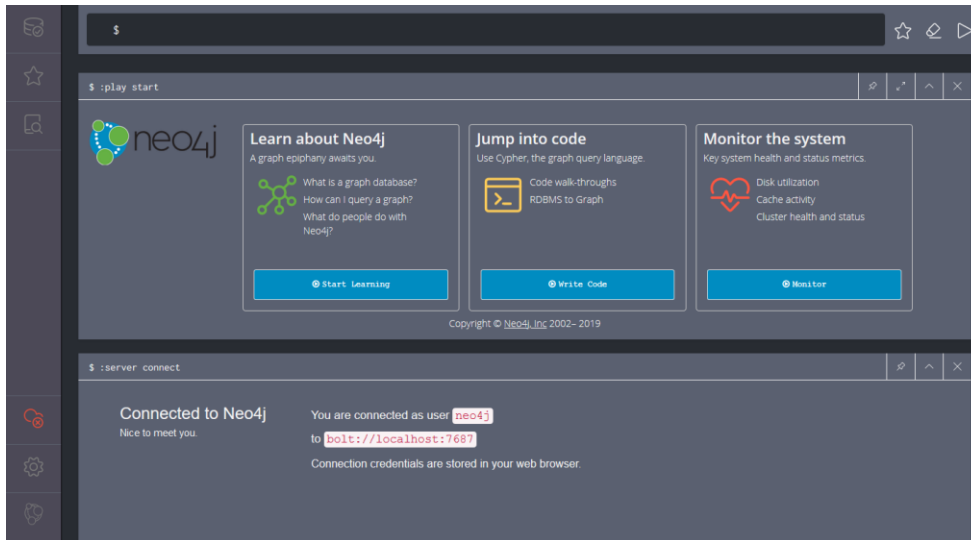 $
$ :play start
neo4j
Learn about Neo4j
A graph epiphany awaits you.
What is a graph database?
How can I query a graph?
What do people do with
Neo4j?
Start Learning
Jump into code
Use Cypher, the graph query language.
Code walk-throughs
RDBMS to Graph
Write Code
Monitor the system
Key system health and status metrics.
Disk utilization
Cache activity
Cluster health and status
Monitor
Copyright © Neo4j, Inc 2002– 2019
$ :server connect
Connected to Neo4j
Nice to meet you.
You are connected as user neo4j
to bolt://localhost:7687
Connection credentials are stored in your web browser.